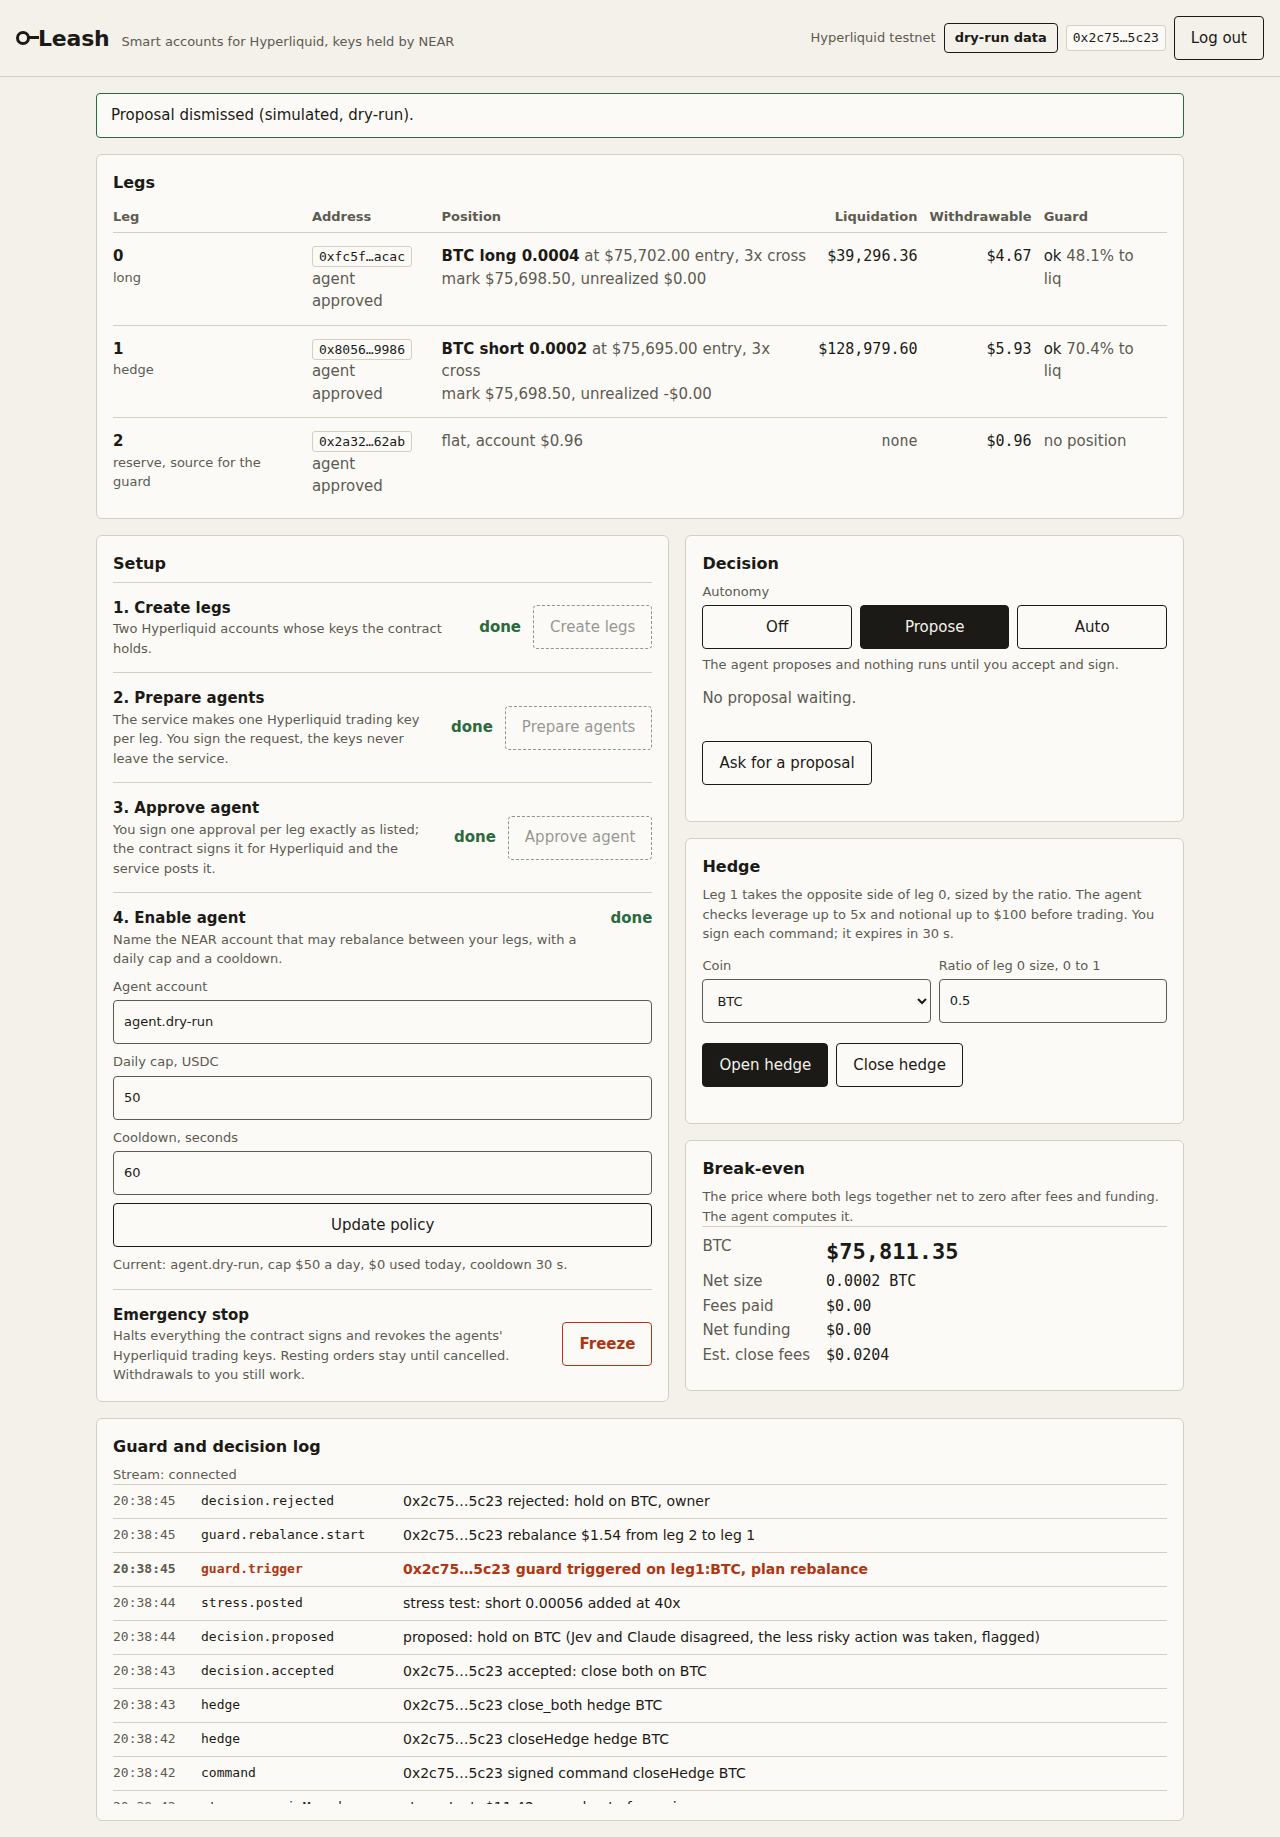 Leash Smart accounts for Hyperliquid, keys held by NEAR
Hyperliquid testnet dry-run data 0x2c75…5c23 Log out
Proposal dismissed (simulated, dry-run).
Legs
Leg Address Position Liquidation Withdrawable Guard
0 0xfc5f…acac BTC long 0.0004 at $75,702.00 entry, 3x cross $39,296.36 $4.67 ok 48.1% to
long agent mark $75,698.50, unrealized $0.00 liq
approved
1 0x8056…9986 BTC short 0.0002 at $75,695.00 entry, 3x $128,979.60 $5.93 ok 70.4% to
hedge agent cross liq
approved mark $75,698.50, unrealized -$0.00
2 0x2a32…62ab flat, account $0.96 none $0.96 no position
reserve, source for the agent
guard approved
Setup
1. Create legs
Two Hyperliquid accounts whose keys the contract
holds.
done Create legs
2. Prepare agents
The service makes one Hyperliquid trading key
per leg. You sign the request, the keys never
leave the service.
done Prepare agents
3. Approve agent
You sign one approval per leg exactly as listed;
the contract signs it for Hyperliquid and the
service posts it.
done Approve agent
4. Enable agent done
Name the NEAR account that may rebalance between your legs, with a
daily cap and a cooldown.
Agent account
agent.dry-run
Daily cap, USDC
50
Cooldown, seconds
60
Update policy
Current: agent.dry-run, cap $50 a day, $0 used today, cooldown 30 s.
Emergency stop
Halts everything the contract signs and revokes the agents'
Hyperliquid trading keys. Resting orders stay until cancelled.
Withdrawals to you still work.
Freeze
Decision
Autonomy
Off Propose Auto
The agent proposes and nothing runs until you accept and sign.
No proposal waiting.
Ask for a proposal
Hedge
Leg 1 takes the opposite side of leg 0, sized by the ratio. The agent
checks leverage up to 5x and notional up to $100 before trading. You
sign each command; it expires in 30 s.
Coin Ratio of leg 0 size, 0 to 1
BTC 0.5
Open hedge Close hedge
Break-even
The price where both legs together net to zero after fees and funding.
The agent computes it.
BTC $75,811.35
Net size 0.0002 BTC
Fees paid $0.00
Net funding $0.00
Est. close fees $0.0204
Guard and decision log
Stream: connected
20:38:45 decision.rejected 0x2c75…5c23 rejected: hold on BTC, owner
20:38:45 guard.rebalance.start 0x2c75…5c23 rebalance $1.54 from leg 2 to leg 1
20:38:45 guard.trigger 0x2c75…5c23 guard triggered on leg1:BTC, plan rebalance
20:38:44 stress.posted stress test: short 0.00056 added at 40x
20:38:44 decision.proposed proposed: hold on BTC (Jev and Claude disagreed, the less risky action was taken, flagged)
20:38:43 decision.accepted 0x2c75…5c23 accepted: close both on BTC
20:38:43 hedge 0x2c75…5c23 close_both hedge BTC
20:38:42 hedge 0x2c75…5c23 closeHedge hedge BTC
20:38:42 command 0x2c75…5c23 signed command closeHedge BTC